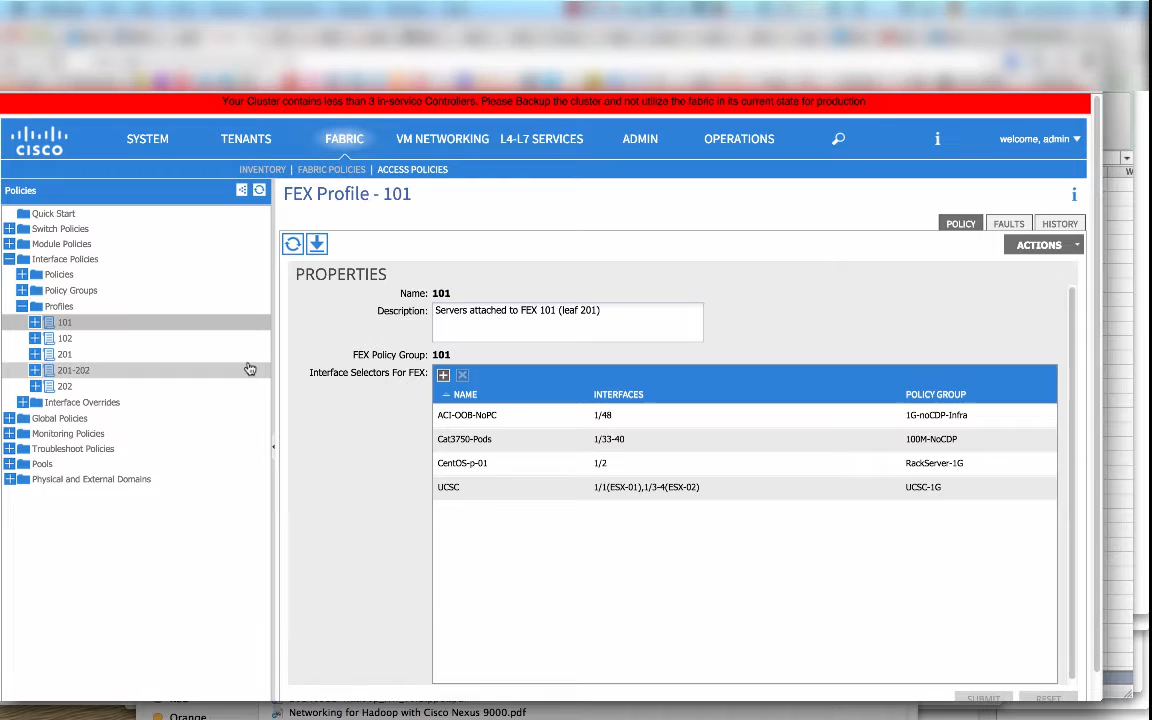 Your Cluster contains less than 3 in-service Controllers. Please Backup the cluster and not utilize the fabric in its current state for production
CISCO
SYSTEM TENANTS FABRIC VM NETWORKING L4-L7 SERVICES ADMIN OPERATIONS i welcome, admin
INVENTORY | FABRIC POLICIES | ACCESS POLICIES
Policies
Quick Start
Switch Policies
Module Policies
Interface Policies
Policies
Policy Groups
Profiles
101
102
201
201-202
202
Interface Overrides
Global Policies
Monitoring Policies
Troubleshoot Policies
Pools
Physical and External Domains
FEX Profile - 101
i
POLICY FAULTS HISTORY
ACTIONS
PROPERTIES
Name: 101
Description: Servers attached to FEX 101 (leaf 201)
FEX Policy Group: 101
Interface Selectors For FEX:
NAME INTERFACES POLICY GROUP
ACI-OOB-NoPC 1/48 1G-noCDP-Infra
Cat3750-Pods 1/33-40 100M-NoCDP
CentOS-p-01 1/2 RackServer-1G
UCSC 1/1(ESX-01),1/3-4(ESX-02) UCSC-1G
SUBMIT RESET
Orange
Networking for Hadoop with Cisco Nexus 9000.pdf
W